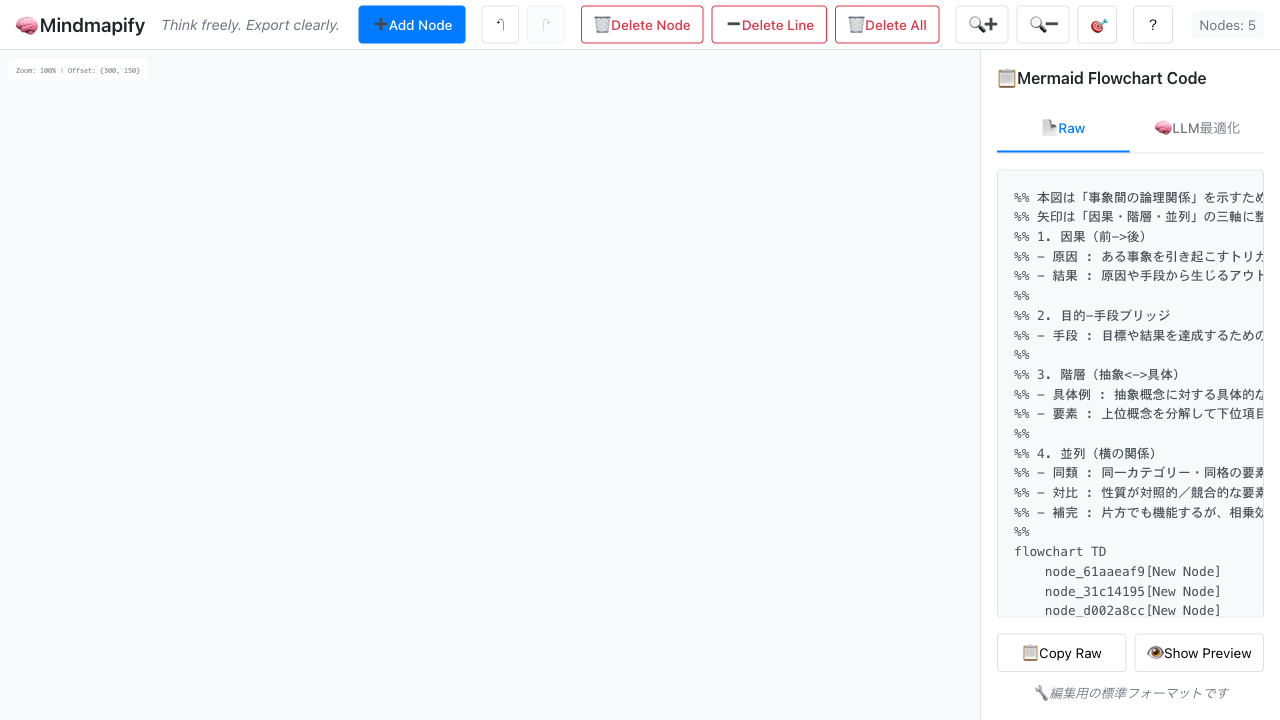 Mindmapify
Think freely. Export clearly.
Add Node
Delete Node
Delete Line
Delete All
?
Nodes: 5
Zoom: 100% | Offset: (300, 150)
Mermaid Flowchart Code
Raw
LLM最適化
%% 本図は「事象間の論理関係」を示すため
%% 矢印は「因果・階層・並列」の三軸に整
%% 1. 因果（前->後）
%% - 原因 : ある事象を引き起こすトリガ
%% - 結果 : 原因や手段から生じるアウト
%%
%% 2. 目的-手段ブリッジ
%% - 手段 : 目標や結果を達成するための
%%
%% 3. 階層（抽象<->具体）
%% - 具体例 : 抽象概念に対する具体的な
%% - 要素 : 上位概念を分解して下位項目
%%
%% 4. 並列（横の関係）
%% - 同類 : 同一カテゴリー・同格の要素
%% - 対比 : 性質が対照的／競合的な要素
%% - 補完 : 片方でも機能するが、相乗効
%%
flowchart TD
node_61aaeaf9[New Node]
node_31c14195[New Node]
node_d002a8cc[New Node]
Copy Raw
Show Preview
編集用の標準フォーマットです